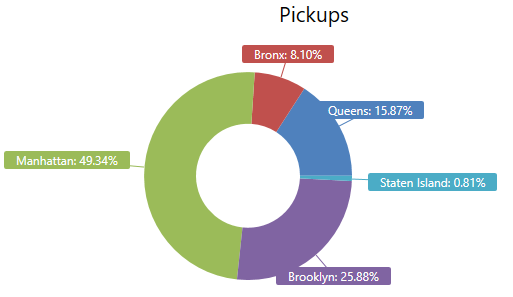 Pickups
Bronx: 8.10%
Queens: 15.87%
Manhattan: 49.34%
Staten Island: 0.81%
Brooklyn: 25.88%